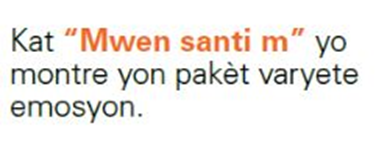 Kat “Mwen santi m” yo
montre yon pakèt varyete
emosyon.